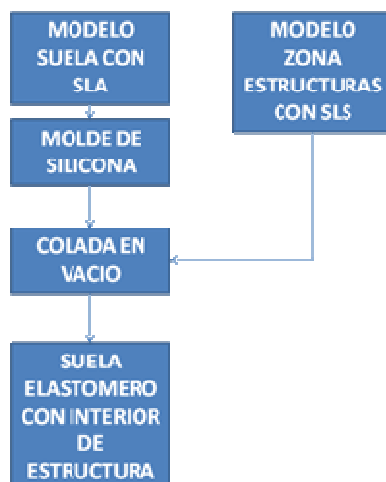 MODELO
SUELA CON
SLA
MODELO
ZONA
ESTRUCTURAS
CON SLS
MOLDE DE
SILICONA
COLADA EN
VACIO
SUELA
ELASTOMERO
CON INTERIOR
DE
ESTRUCTURA